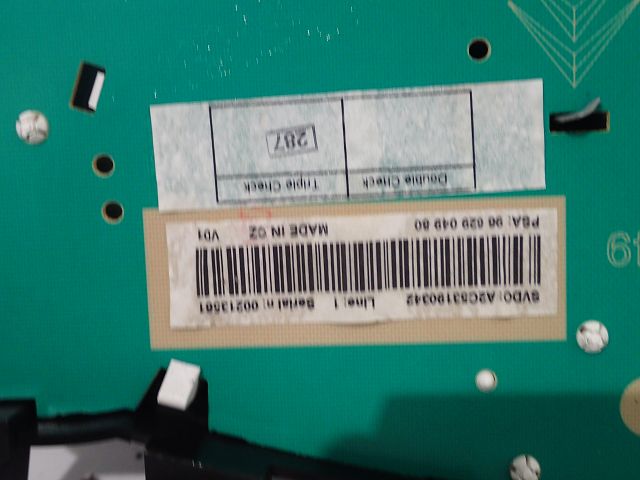 SVDO: A2C53190342 Line: 1 Serial n: 00213561
PSA: 96 629 049 80 MADE IN CZ V01
Double Check Triple Check
287